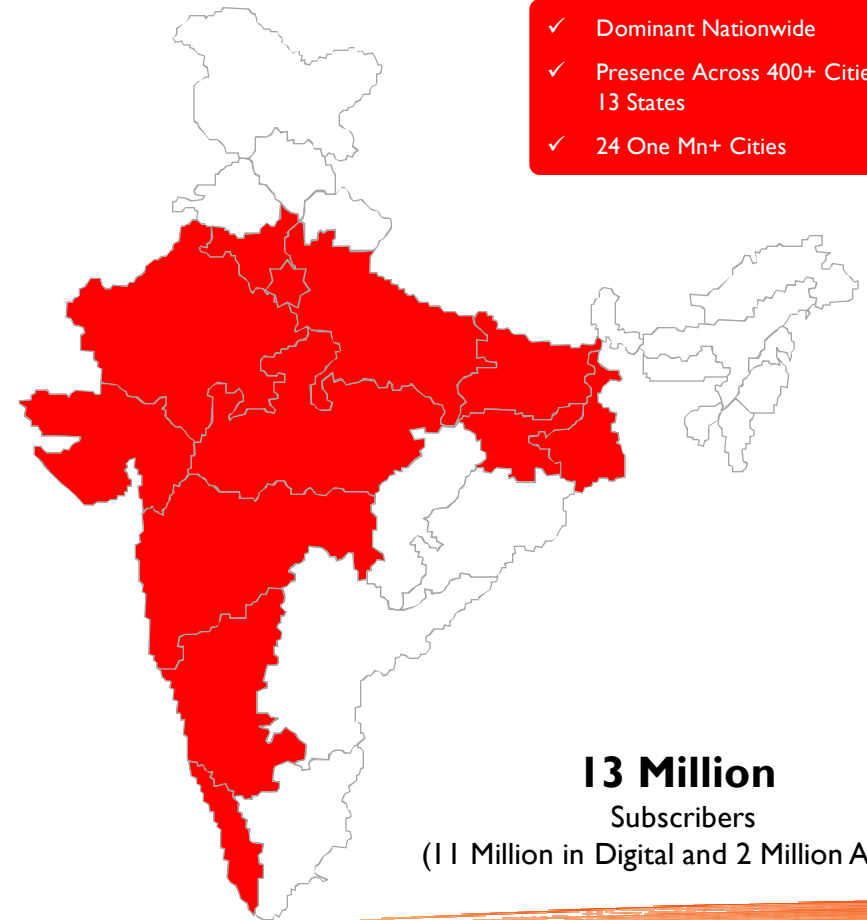 ✓ Dominant Nationwide
✓ Presence Across 400+
13 States
✓ 24 One Mn+ Cities
13 Million
Subscribers
(11 Million in Digital and 2 Million